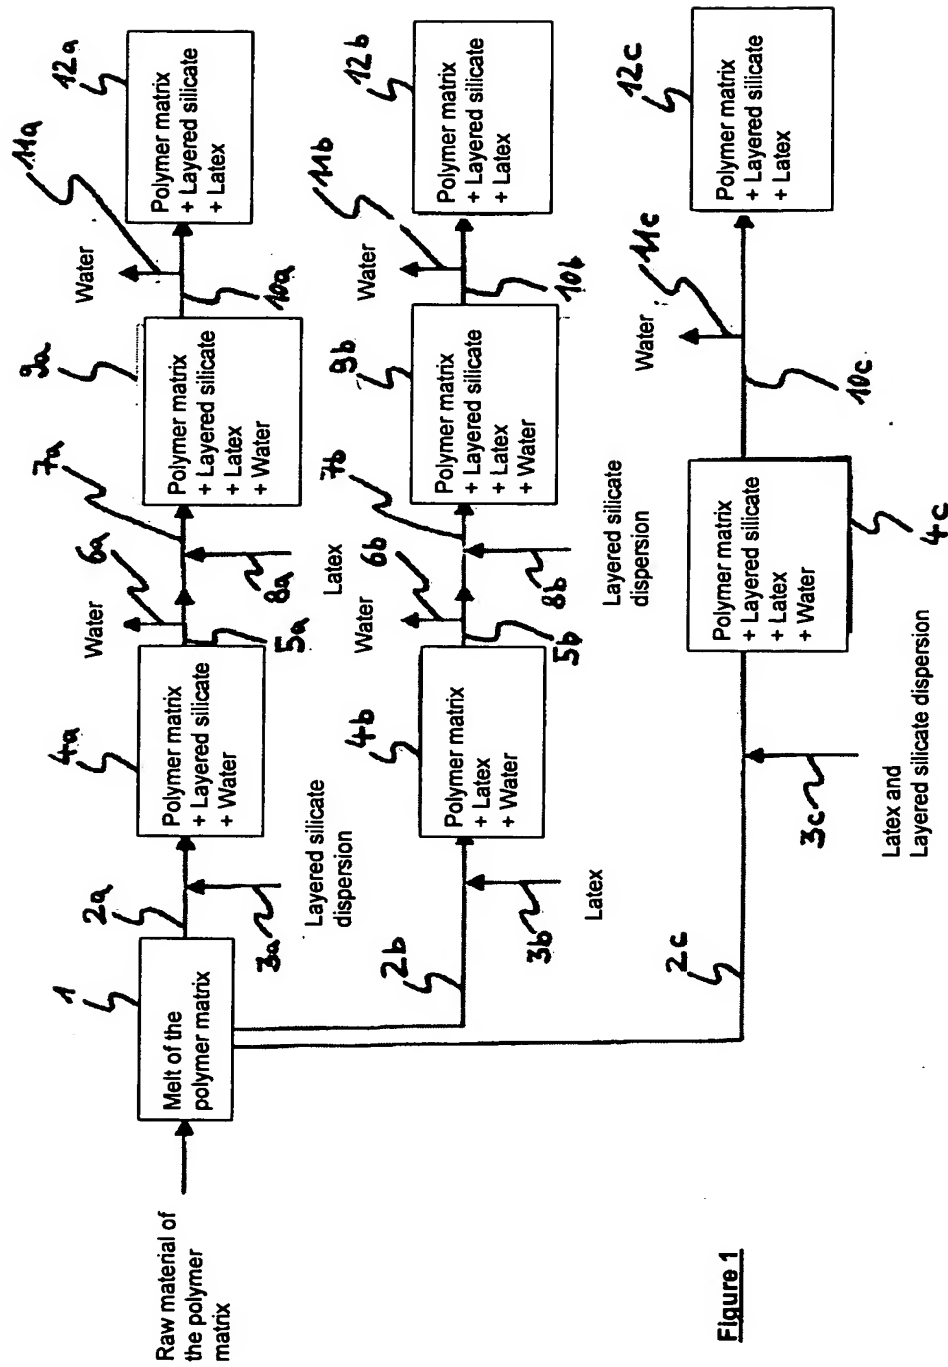 Raw material of
the polymer
matrix
1
Melt of the
polymer matrix
2a
3a
Layered silicate
dispersion
4a
Polymer matrix
+ Layered silicate
+ Water
5a
Water
6a
7a
8a
Latex
9a
Polymer matrix
+ Layered silicate
+ Latex
+ Water
10a
Water
11a
12a
Polymer matrix
+ Layered silicate
+ Latex
2b
3b
Latex
4b
Polymer matrix
+ Latex
+ Water
5b
Water
6b
7b
8b
Layered silicate
dispersion
9b
Polymer matrix
+ Layered silicate
+ Latex
+ Water
10b
Water
11b
12b
Polymer matrix
+ Layered silicate
+ Latex
2c
3c
Latex and
Layered silicate dispersion
4c
Polymer matrix
+ Layered silicate
+ Latex
+ Water
10c
Water
11c
12c
Polymer matrix
+ Layered silicate
+ Latex
Figure 1